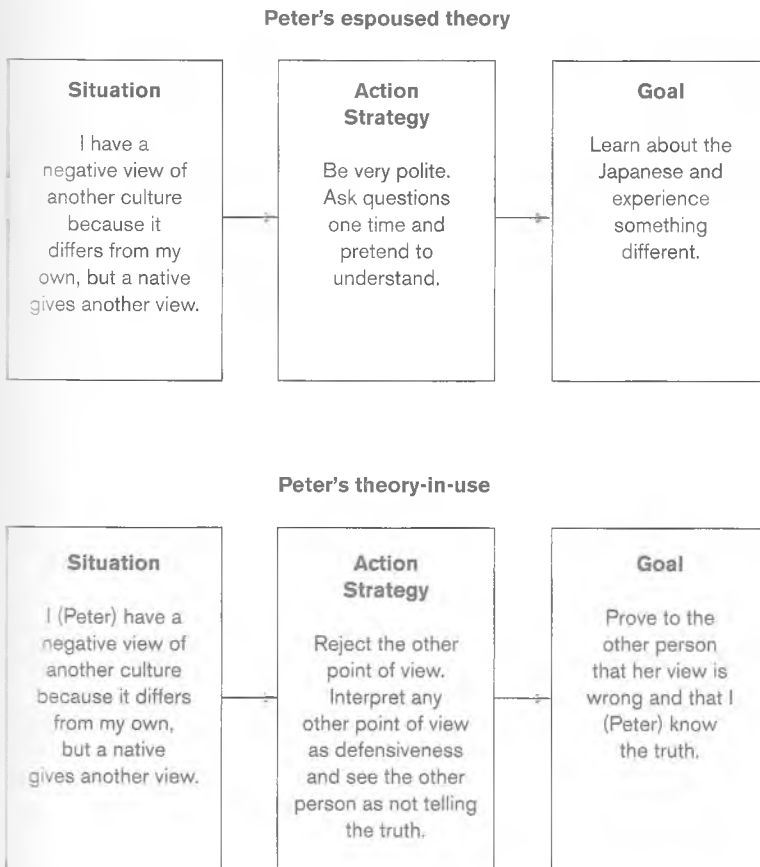 Peter's espoused theory
Situation
I have a
negative view of
another culture
because it
differs from my
own, but a native
gives another view.
Action
Strategy
Be very polite.
Ask questions
one time and
pretend to
understand.
Goal
Learn about the
Japanese and
experience
something
different.
Peter's theory-in-use
Situation
I (Peter) have a
negative view of
another culture
because it differs
from my own,
but a native
gives another view.
Action
Strategy
Reject the other
point of view.
Interpret any
other point of view
as defensiveness
and see the other
person as not telling
the truth.
Goal
Prove to the
other person
that her view is
wrong and that I
(Peter) know
the truth.